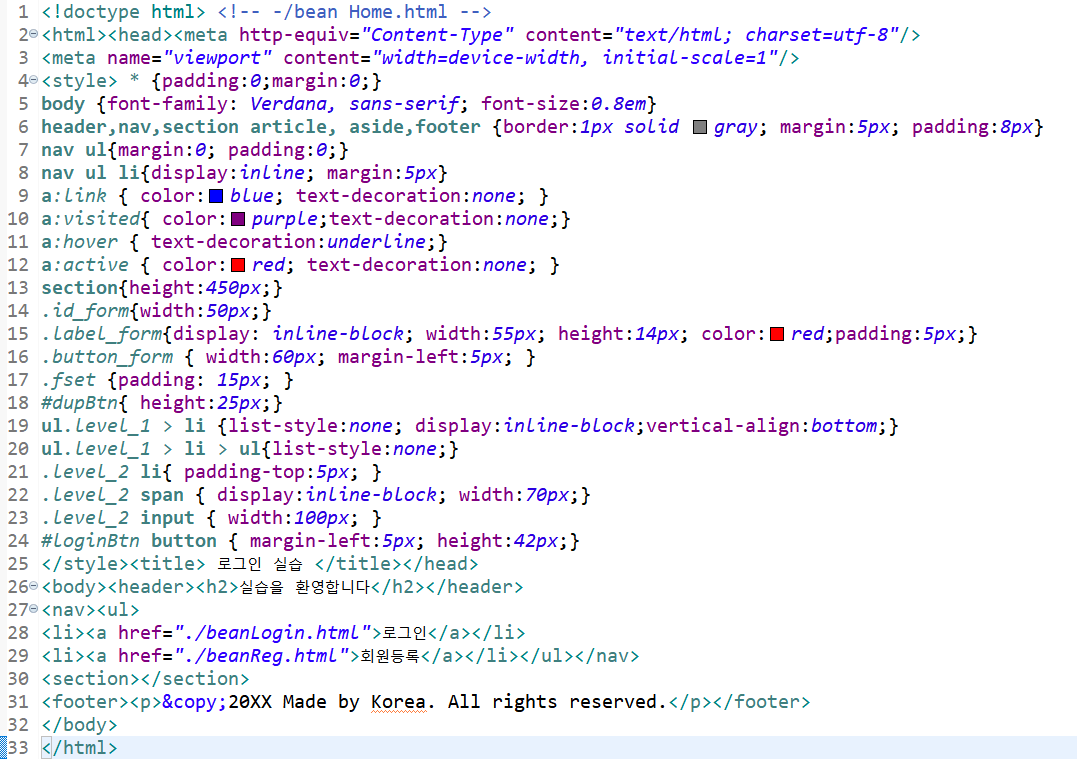 1 <!doctype html> <!-- -/bean Home.html -->
2 <html><head><meta http-equiv="Content-Type" content="text/html; charset=utf-8"/>
3 <meta name="viewport" content="width=device-width, initial-scale=1"/>
4 <style> * {padding:0;margin:0;}
5 body {font-family: Verdana, sans-serif; font-size:0.8em}
6 header,nav,section article, aside,footer {border:1px solid gray; margin:5px; padding:8px}
7 nav ul{margin:0; padding:0;}
8 nav ul li{display:inline; margin:5px}
9 a:link { color:blue; text-decoration:none; }
10 a:visited{ color:purple;text-decoration:none;}
11 a:hover { text-decoration:underline;}
12 a:active { color:red; text-decoration:none; }
13 section{height:450px;}
14 .id_form{width:50px;}
15 .label_form{display: inline-block; width:55px; height:14px; color:red;padding:5px;}
16 .button_form { width:60px; margin-left:5px; }
17 .fset {padding: 15px; }
18 #dupBtn{ height:25px;}
19 ul.level_1 > li {list-style:none; display:inline-block;vertical-align:bottom;}
20 ul.level_1 > li > ul{list-style:none;}
21 .level_2 li{ padding-top:5px; }
22 .level_2 span { display:inline-block; width:70px;}
23 .level_2 input { width:100px; }
24 #loginBtn button { margin-left:5px; height:42px;}
25 </style><title> 로그인 실습 </title></head>
26 <body><header><h2>실습을 환영합니다</h2></header>
27 <nav><ul>
28 <li><a href="./beanLogin.html">로그인</a></li>
29 <li><a href="./beanReg.html">회원등록</a></li></ul></nav>
30 <section></section>
31 <footer><p>&copy;20XX Made by Korea. All rights reserved.</p></footer>
32 </body>
33 </html>